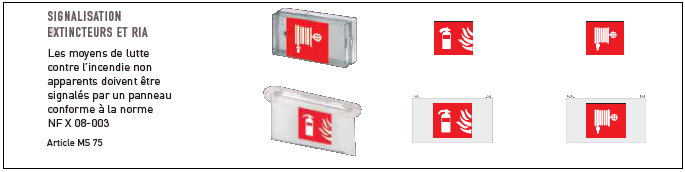 SIGNALISATION
EXTINCTEURS ET RIA
Les moyens de lutte
contre l'incendie non
apparents doivent être
signalés par un panneau
conforme à la norme
NF X 08-003
Article MS 75